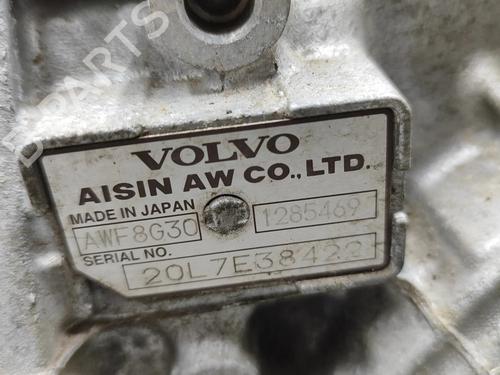 VOLVO
AISIN AW CO., LTD.
MADE IN JAPAN
AWF8G30 1285469
SERIAL NO.
20L7E38422